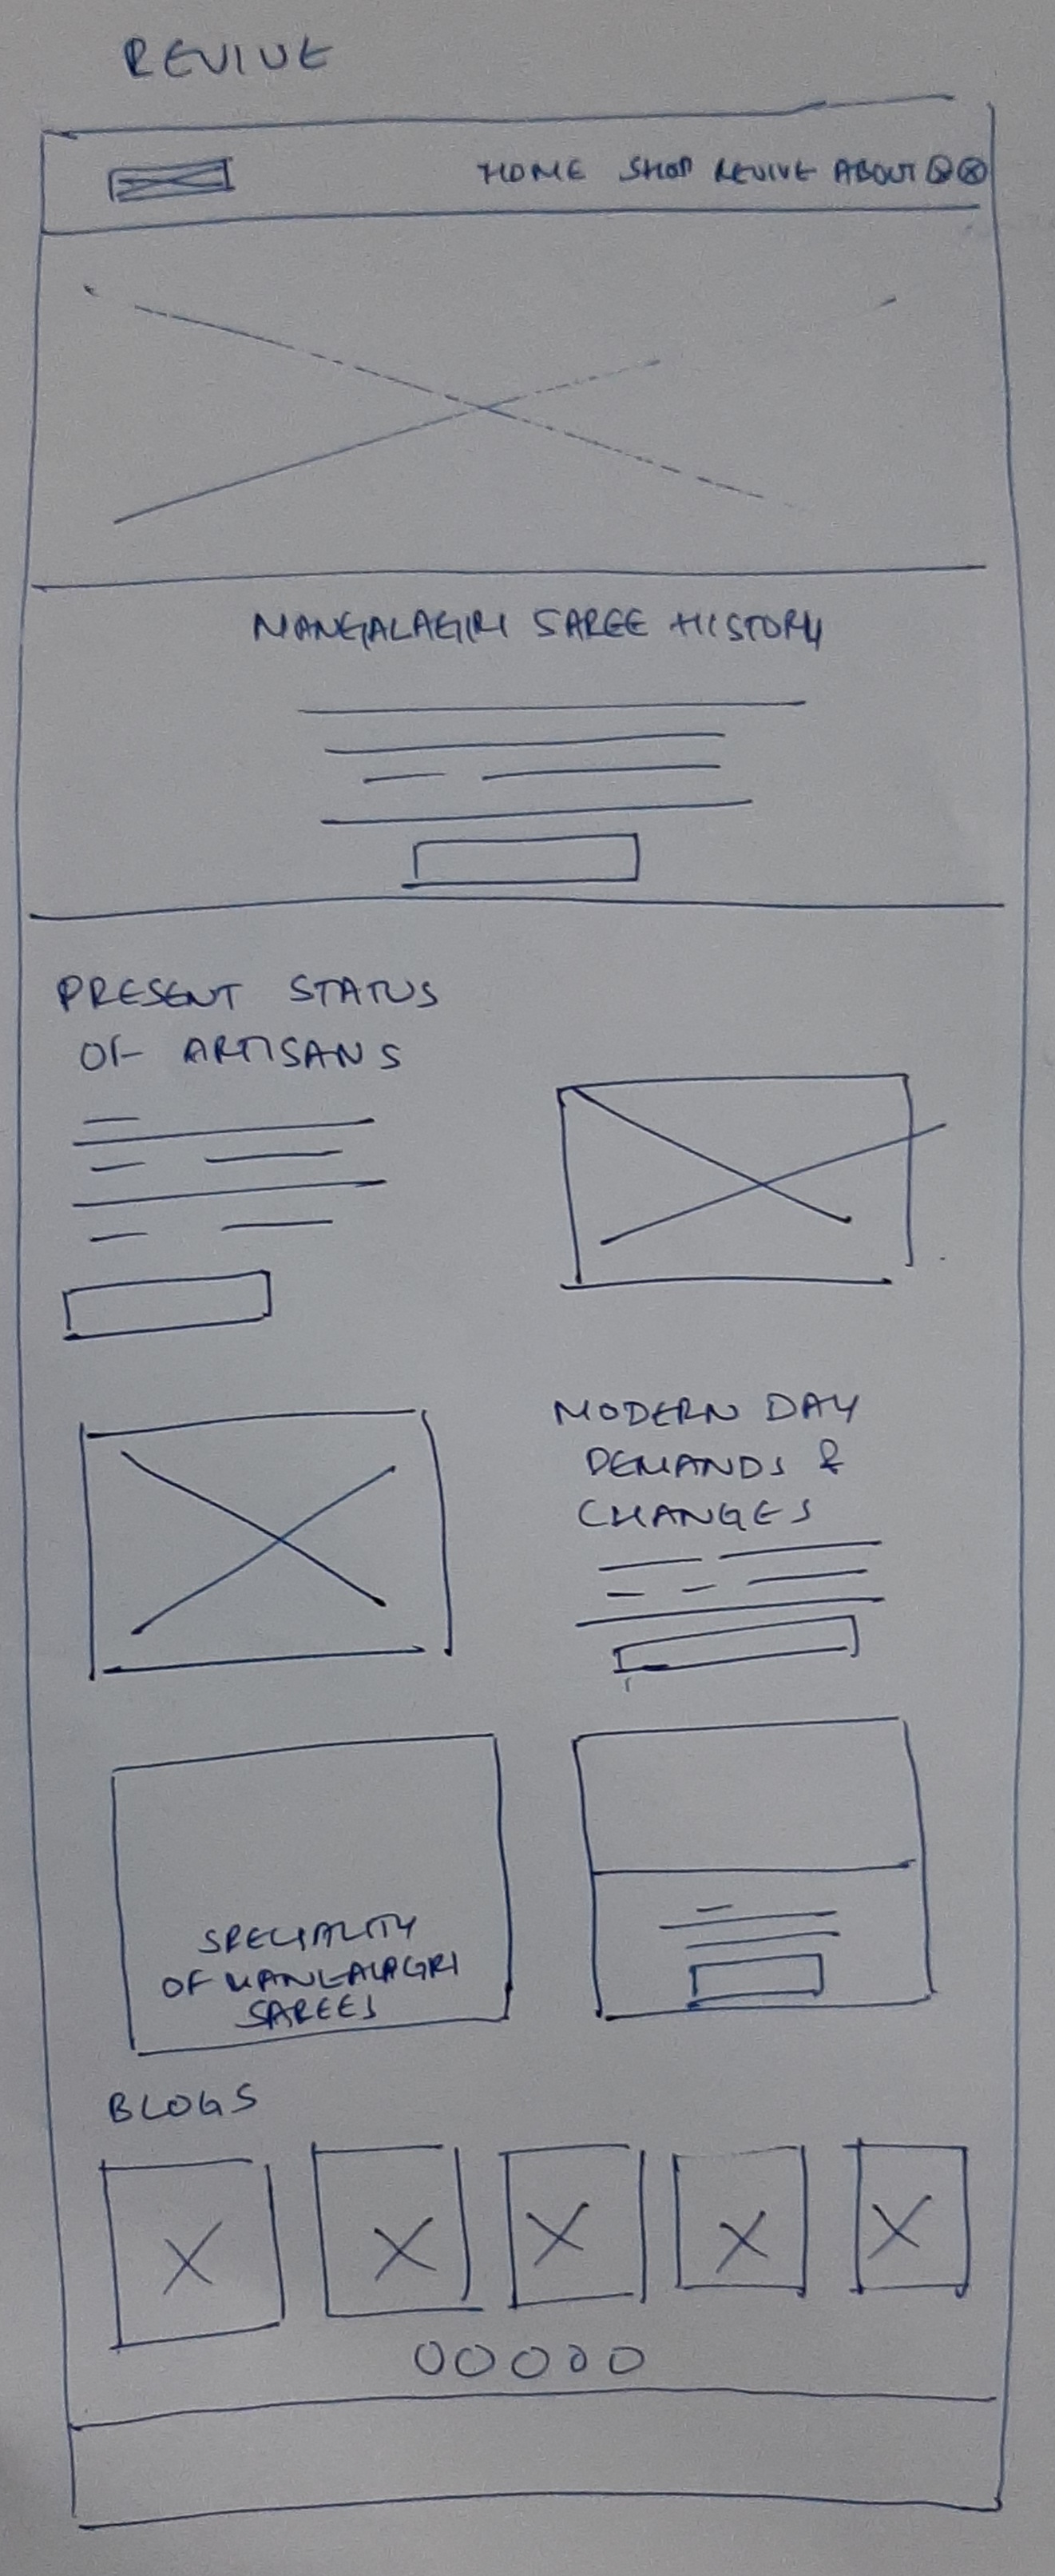 REVIVE
HOME SHOP REVIVE ABOUT
MANGALAGIRI SAREE HISTORY
PRESENT STATUS
OF ARTISANS
MODERN DAY
DEMANDS &
CHANGES
SPECIALITY
OF MANGALAGRI
SAREES
BLOGS